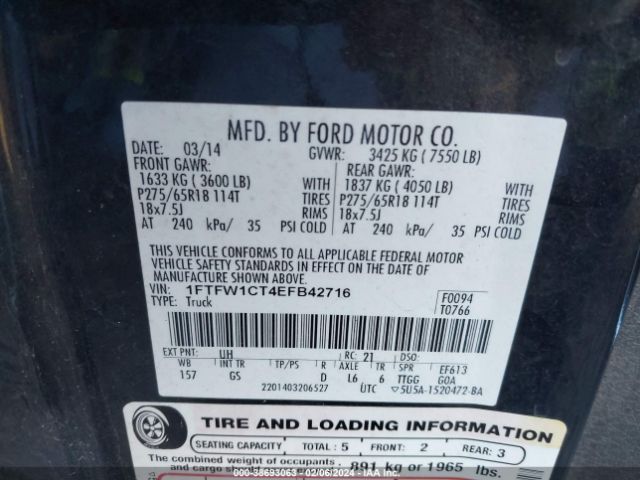 MFD. BY FORD MOTOR CO.
DATE: 03/14 GVWR: 3425 KG ( 7550 LB)
FRONT GAWR: REAR GAWR:
1633 KG ( 3600 LB) WITH 1837 KG ( 4050 LB) WITH
P275/65R18 114T TIRES P275/65R18 114T TIRES
18x7.5J RIMS 18x7.5J RIMS
AT 240 kPa/ 35 PSI COLD AT 240 kPa/ 35 PSI COLD
THIS VEHICLE CONFORMS TO ALL APPLICABLE FEDERAL MOTOR
VEHICLE SAFETY STANDARDS IN EFFECT ON THE DATE OF
MANUFACTURE SHOWN ABOVE.
VIN: 1FTFW1CT4EFB42716 F0094
TYPE: Truck T0766
EXT PNT: UH RC: 21 DSO:
WB INT TR TP/PS R AXLE TR SPR EF613
157 GS D L6 6 TTGG GOA
2201403206527 UTC 5U5A-1520472-BA
TIRE AND LOADING INFORMATION
SEATING CAPACITY TOTAL: 5 FRONT: 2 REAR: 3
The combined weight of occupants 891 kg or 1965 lbs.
and cargo
000-38693063 - 02/06/2024 - IAAI.COM